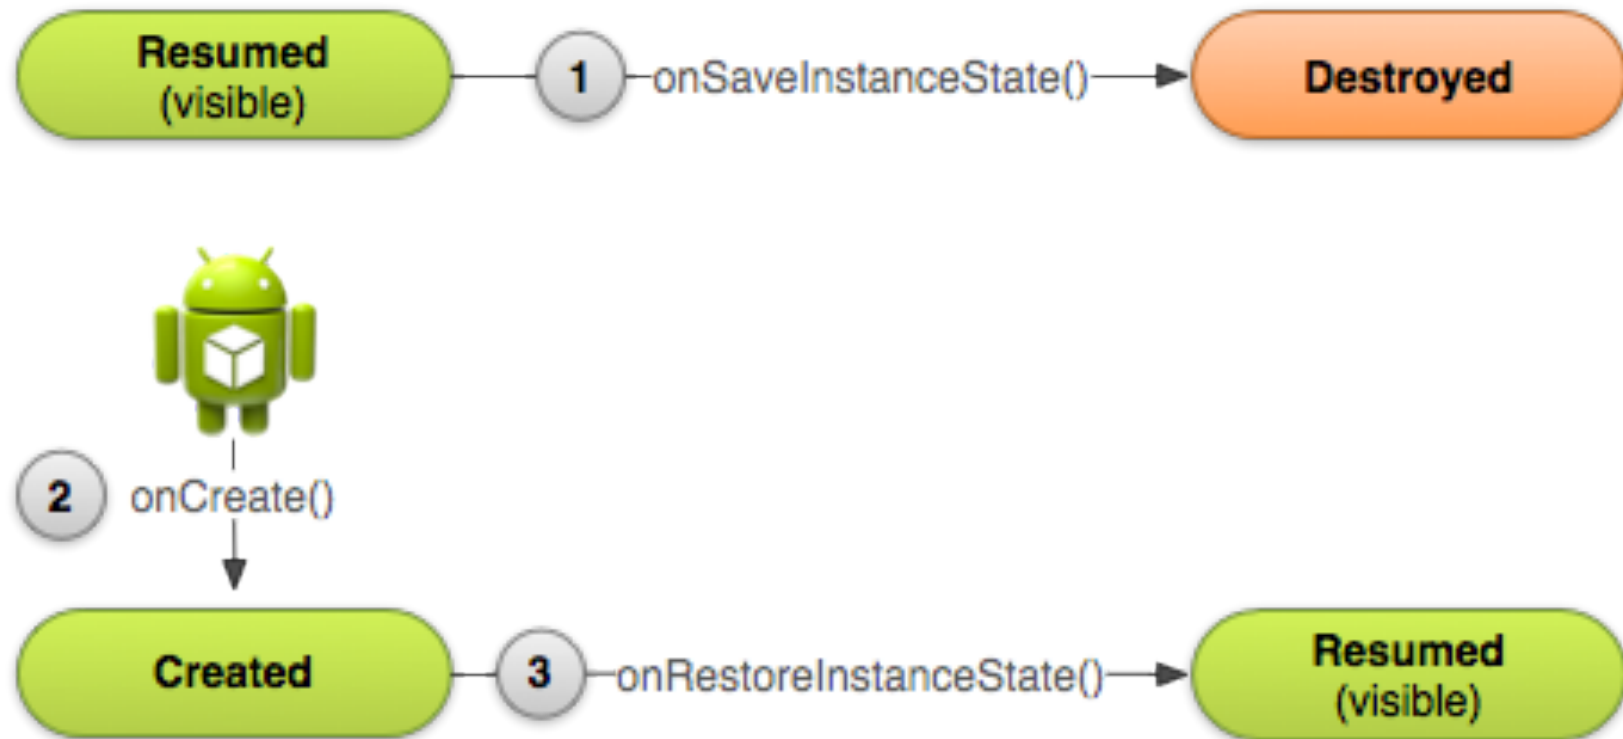 Resumed
(visible)
1
onSaveInstanceState()
Destroyed
2
onCreate()
Created
3
onRestoreInstanceState()
Resumed
(visible)